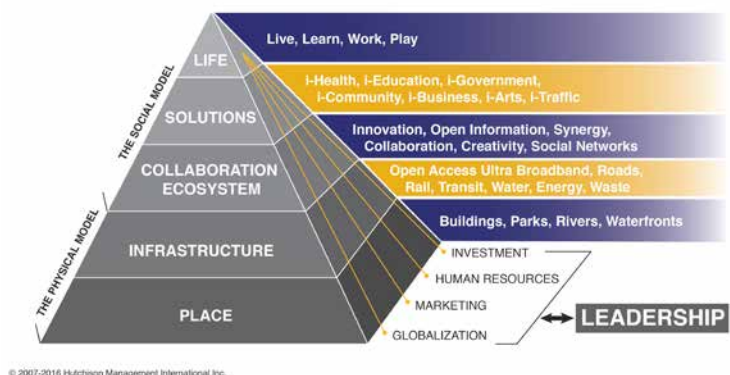 THE SOCIAL MODEL
THE PHYSICAL MODEL
LIFE
SOLUTIONS
COLLABORATION
ECOSYSTEM
INFRASTRUCTURE
PLACE
Live, Learn, Work, Play
i-Health, i-Education, i-Government,
i-Community, i-Business, i-Arts, i-Traffic
Innovation, Open Information, Synergy,
Collaboration, Creativity, Social Networks
Open Access Ultra Broadband, Roads,
Rail, Transit, Water, Energy, Waste
Buildings, Parks, Rivers, Waterfronts
INVESTMENT
HUMAN RESOURCES
MARKETING
GLOBALIZATION
LEADERSHIP
© 2007-2016 Hutchison Management International Inc.